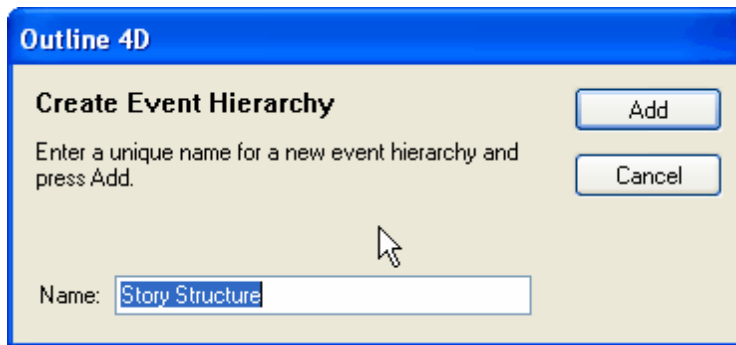 Outline 4D
Create Event Hierarchy
Add
Enter a unique name for a new event hierarchy and
press Add.
Cancel
Name: Story Structure